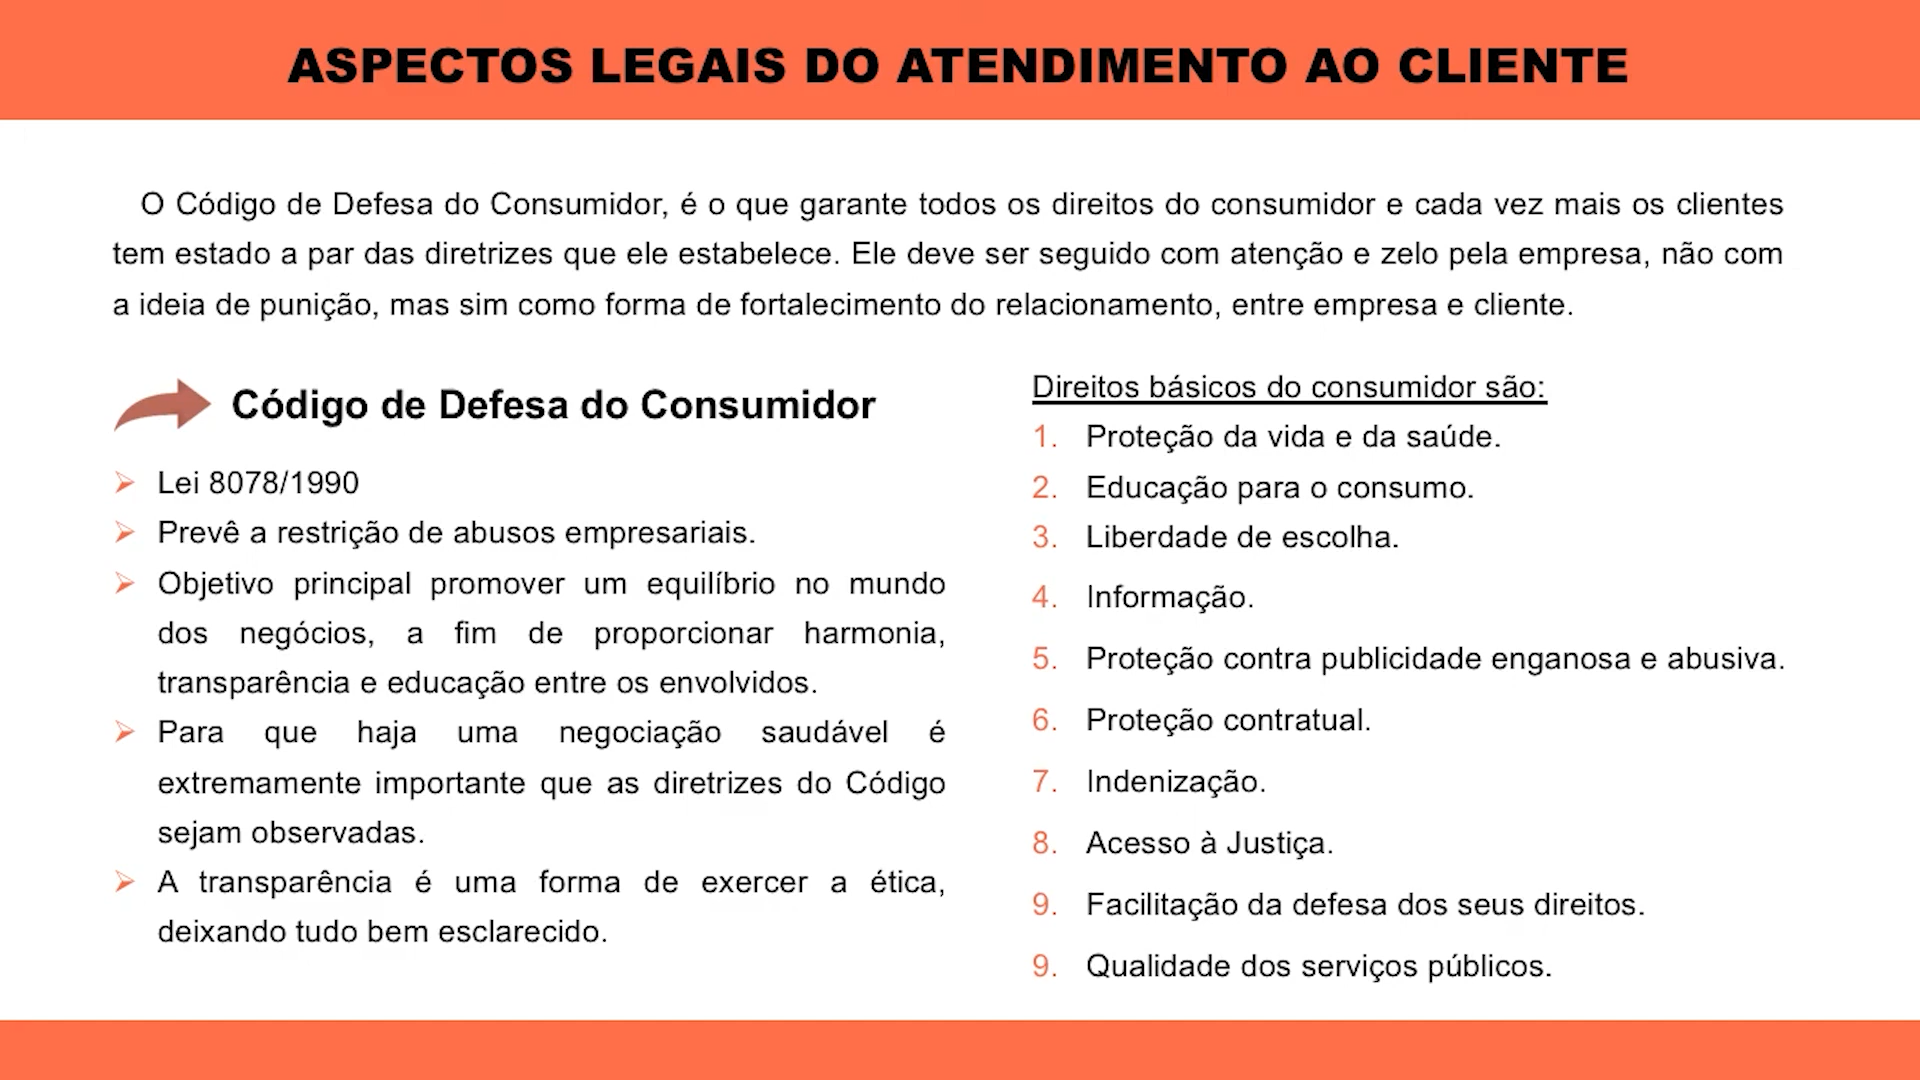 ASPECTOS LEGAIS DO ATENDIMENTO AO CLIENTE
O Código de Defesa do Consumidor, é o que garante todos os direitos do consumidor e cada vez mais os clientes
tem estado a par das diretrizes que ele estabelece. Ele deve ser seguido com atenção e zelo pela empresa, não com
a ideia de punição, mas sim como forma de fortalecimento do relacionamento, entre empresa e cliente.
Código de Defesa do Consumidor
Lei 8078/1990
Prevê a restrição de abusos empresariais.
Objetivo principal promover um equilíbrio no mundo
dos negócios, a fim de proporcionar harmonia,
transparência e educação entre os envolvidos.
Para que haja uma negociação saudável é
extremamente importante que as diretrizes do Código
sejam observadas.
A transparência é uma forma de exercer a ética,
deixando tudo bem esclarecido.
Direitos básicos do consumidor são:
1. Proteção da vida e da saúde.
2. Educação para o consumo.
3. Liberdade de escolha.
4. Informação.
5. Proteção contra publicidade enganosa e abusiva.
6. Proteção contratual.
7. Indenização.
8. Acesso à Justiça.
9. Facilitação da defesa dos seus direitos.
9. Qualidade dos serviços públicos.